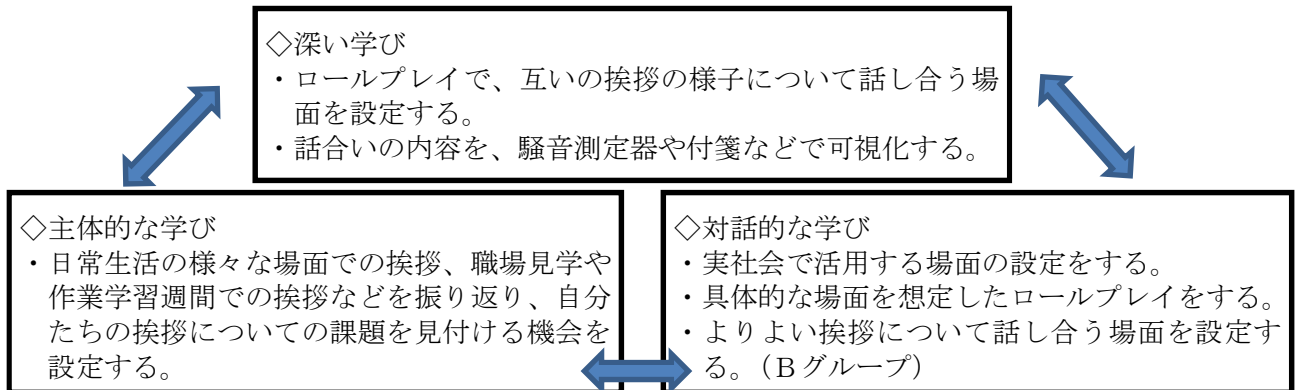 ◇深い学び
・ロールプレイで、互いの挨拶の様子について話し合う場
面を設定する。
・話合いの内容を、騒音測定器や付箋などで可視化する。
◇主体的な学び
・日常生活の様々な場面での挨拶、職場見学や
作業学習週間での挨拶などを振り返り、自分
たちの挨拶についての課題を見付ける機会を
設定する。
◇対話的な学び
・実社会で活用する場面の設定をする。
・具体的な場面を想定したロールプレイをする。
・よりよい挨拶について話し合う場面を設定す
る。（Ｂグループ）